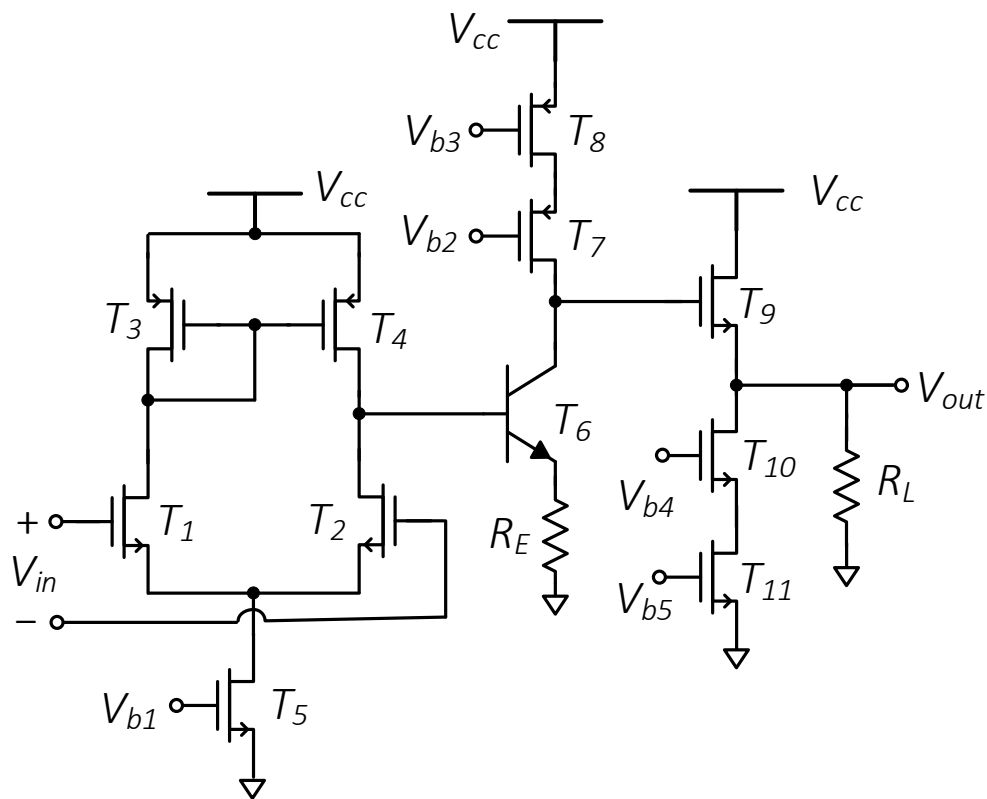 V_cc
V_b3
T_8
V_cc
V_cc
V_b2
T_7
T_3
T_4
T_9
V_out
T_6
V_b4
T_10
R_L
+
T_1
T_2
R_E
V_in
V_b5
T_11
−
V_b1
T_5